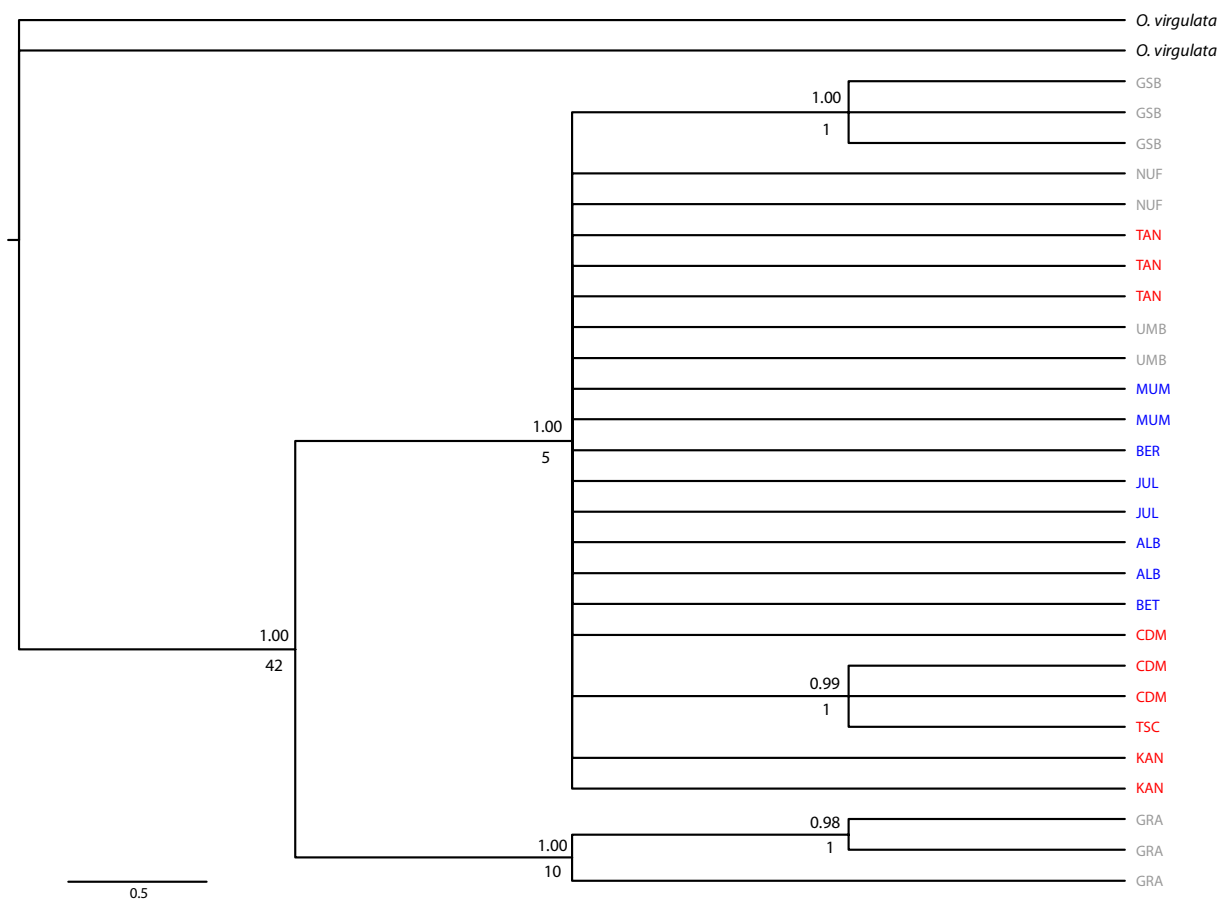 O. virgulata
O. virgulata
GSB
1.00
GSB
1
GSB
NUF
NUF
TAN
TAN
TAN
UMB
UMB
MUM
MUM
1.00
BER
5
JUL
JUL
ALB
ALB
BET
CDM
1.00
42
CDM
0.99
CDM
1
TSC
KAN
KAN
GRA
0.98
1.00
1
GRA
10
GRA
0.5